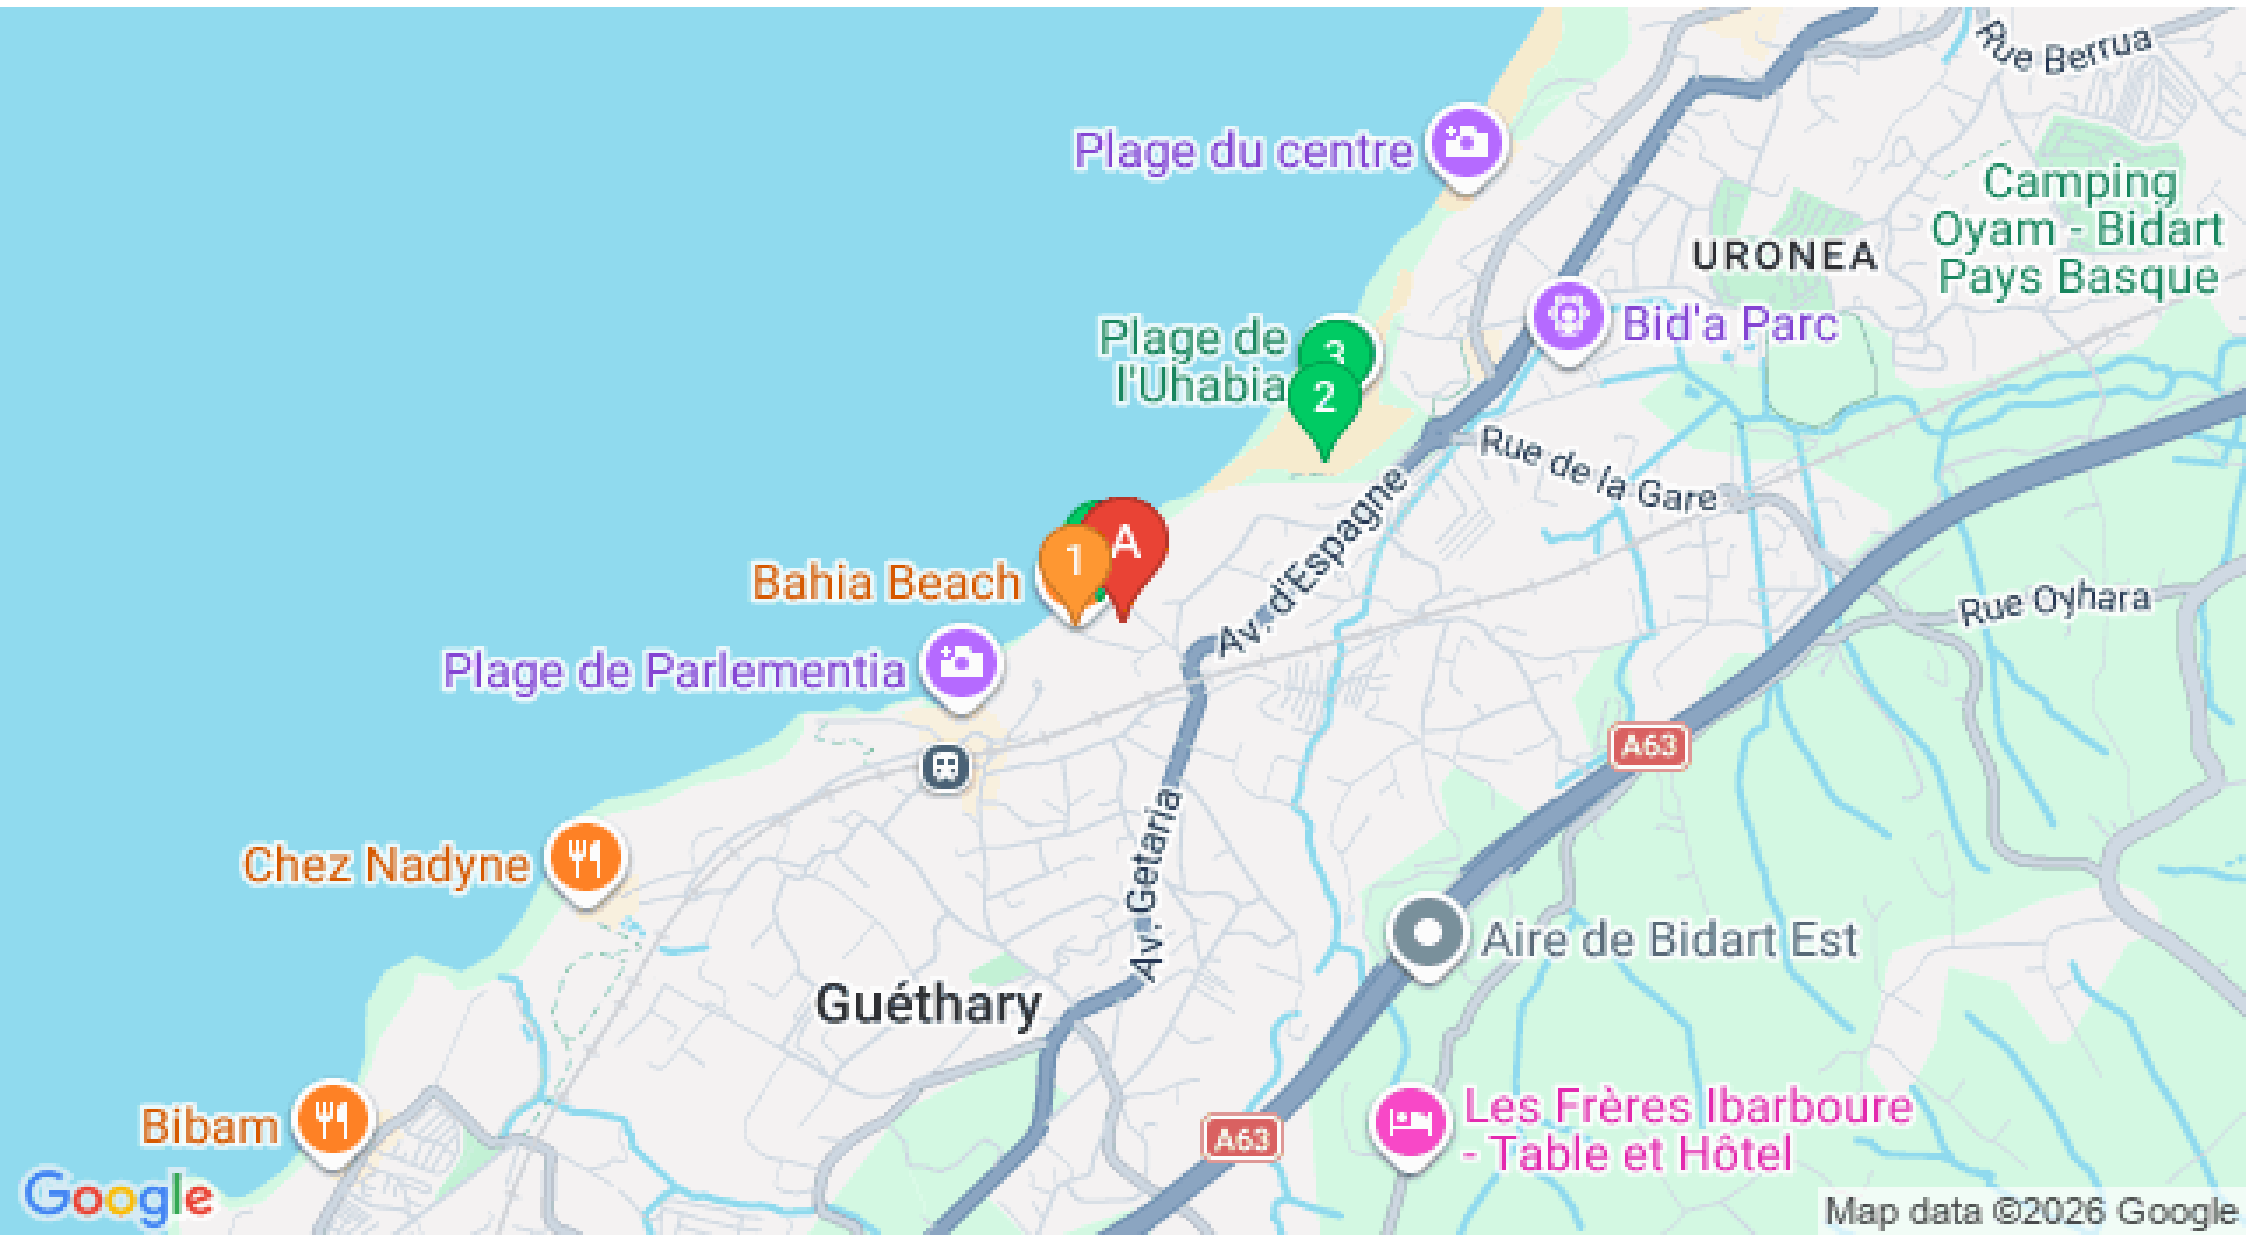 Rue Berrua
Plage du centre
Camping
Oyam - Bidart
Pays Basque
URONEA
Bid'a Parc
Plage de
l'Uhabia
3
2
Rue de la Gare
Av. d'Espagne
A
1
Bahia Beach
Rue Oyhara
Plage de Parlementia
A63
Av. Getaria
Chez Nadyne
Aire de Bidart Est
Guéthary
Bibam
A63
Les Frères Ibarboure
- Table et Hôtel
Google
Map data ©2026 Google